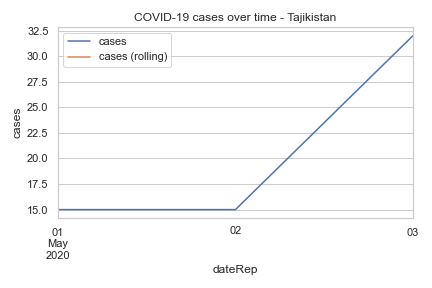 COVID-19 cases over time - Tajikistan
cases
cases (rolling)
32.5
30.0
27.5
25.0
22.5
20.0
17.5
15.0
cases
01
02
03
May
2020
dateRep